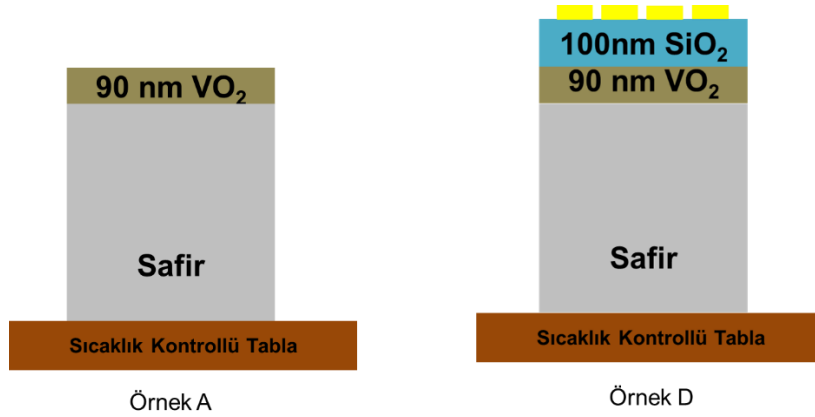 90 nm VO₂
Safir
Sıcaklık Kontrollü Tabla
Örnek A
100nm SiO₂
90 nm VO₂
Safir
Sıcaklık Kontrollü Tabla
Örnek D